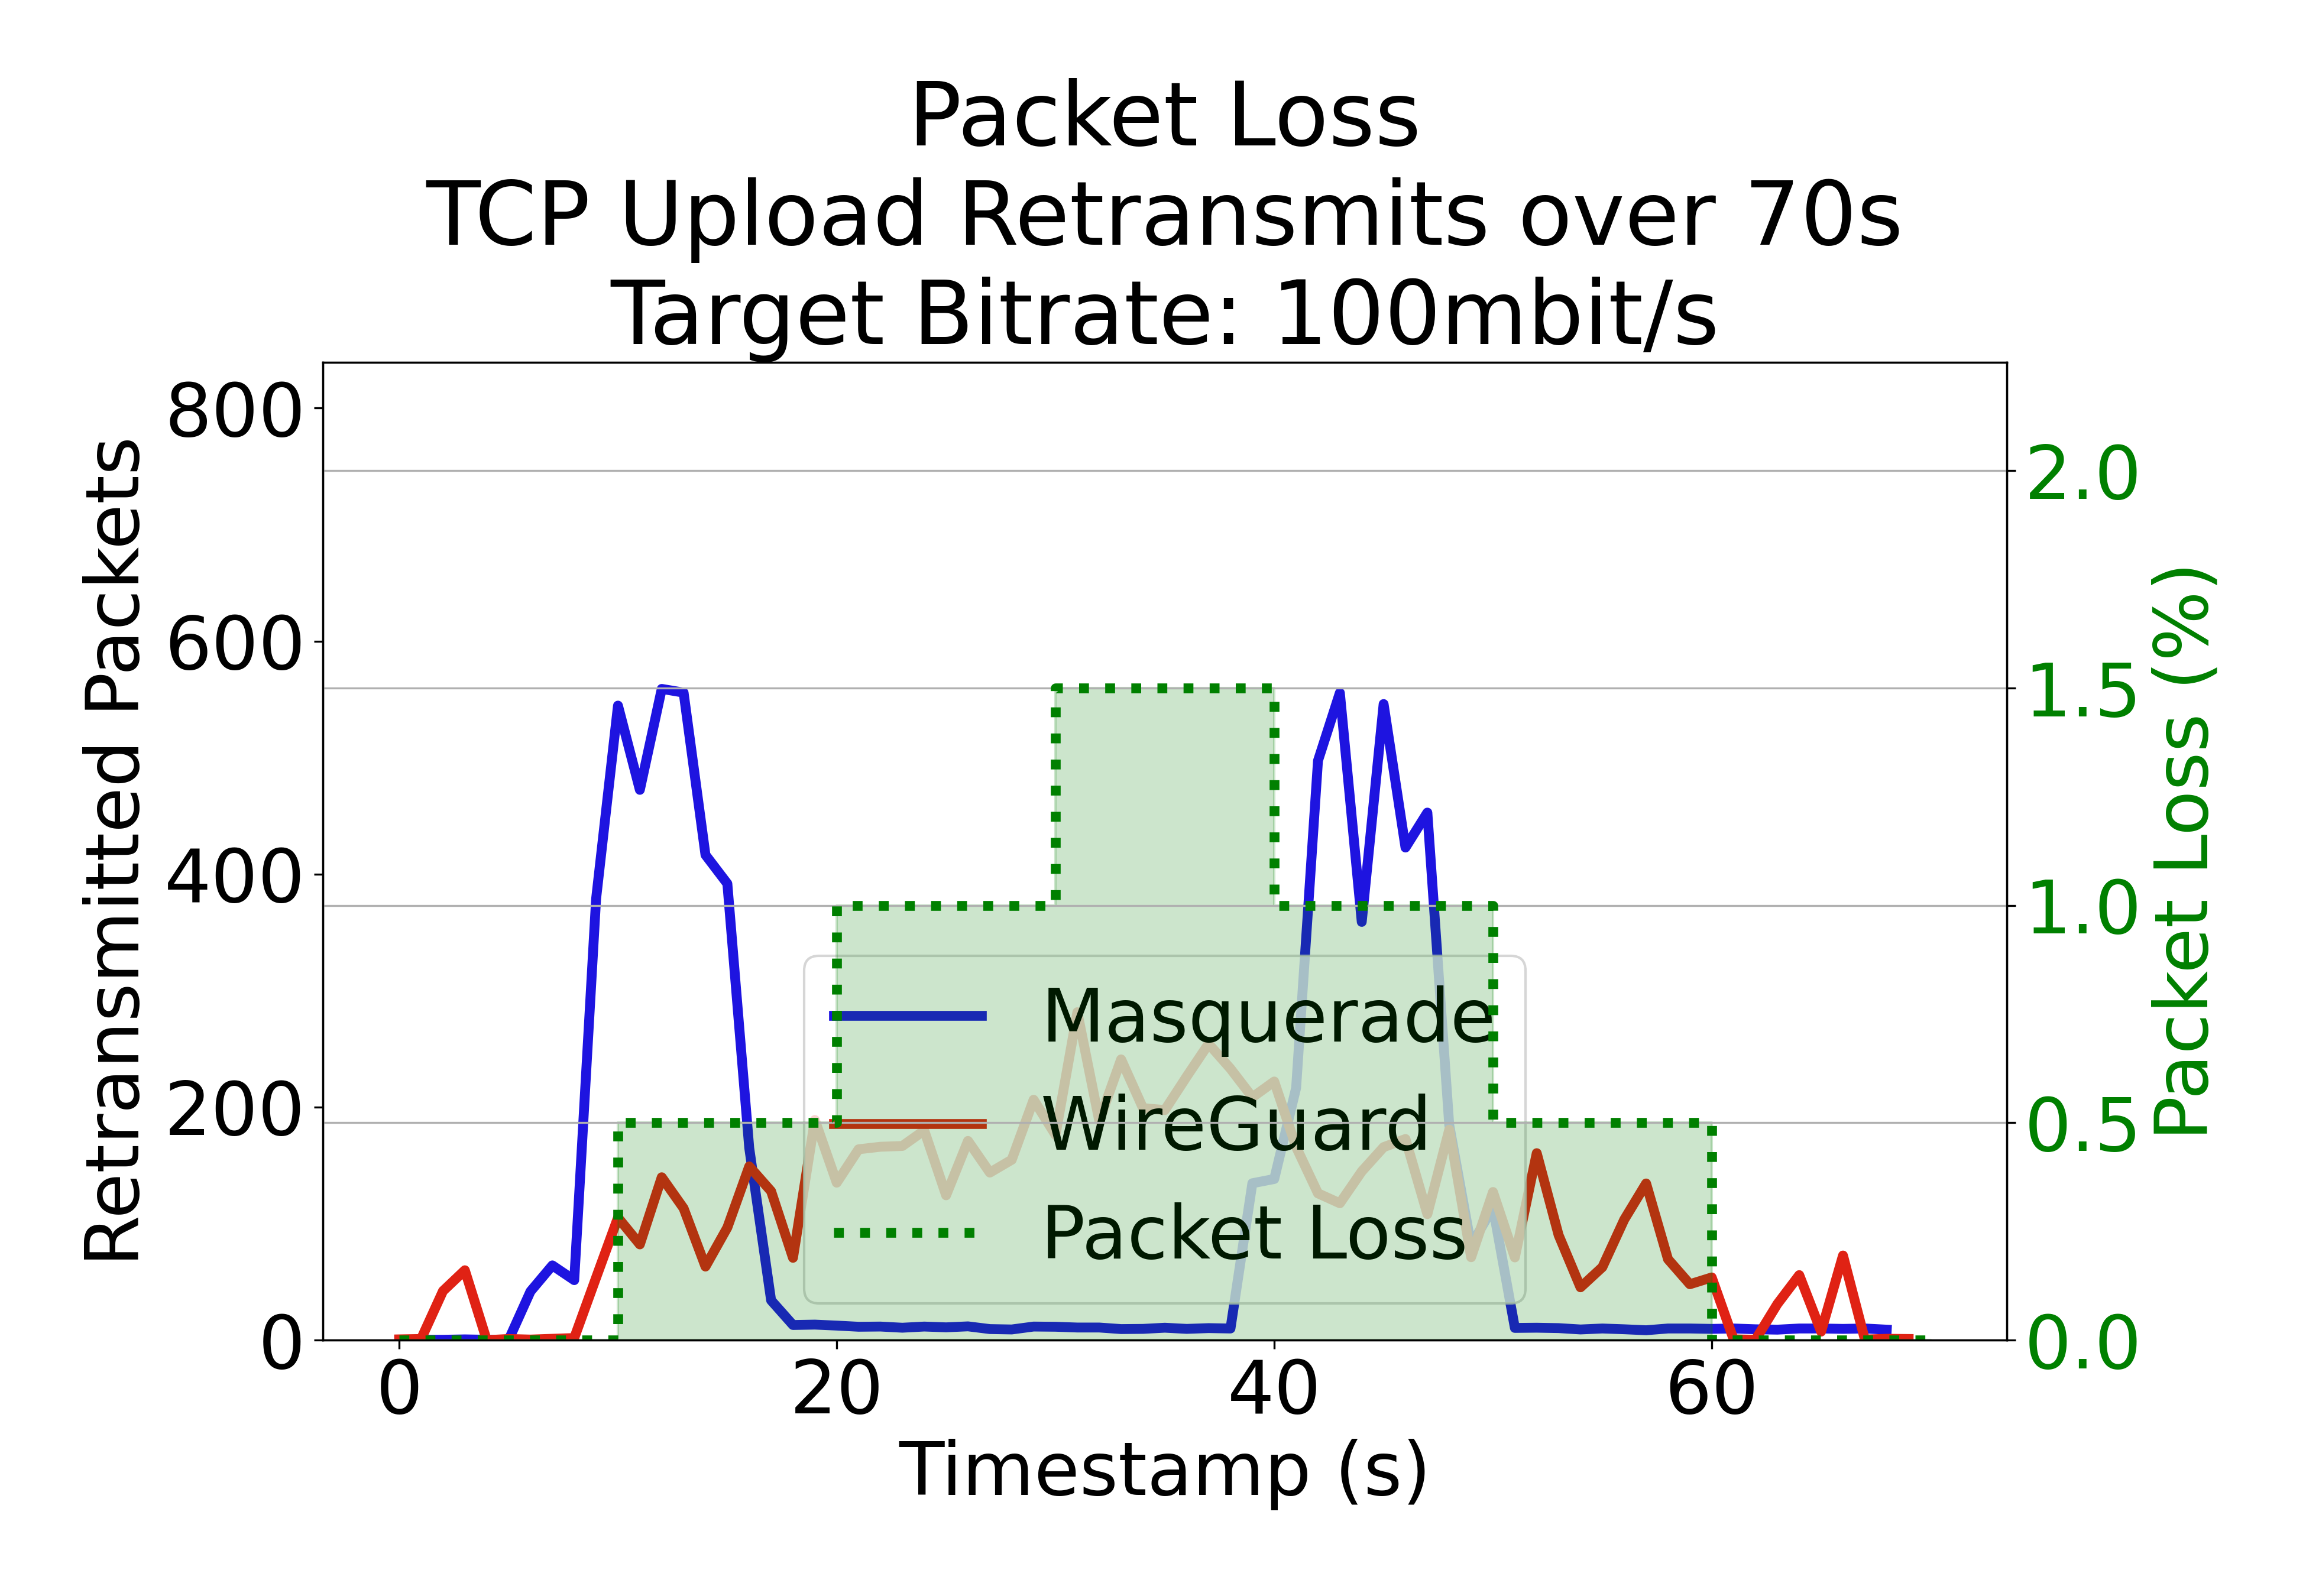 Packet Loss
TCP Upload Retransmits over 70s
Target Bitrate: 100mbit/s
Retransmitted Packets
800
600
400
200
0
2.0
1.5
1.0
0.5
0.0
Packet Loss (%)
Masquerade
WireGuard
Packet Loss
0 20 40 60
Timestamp (s)